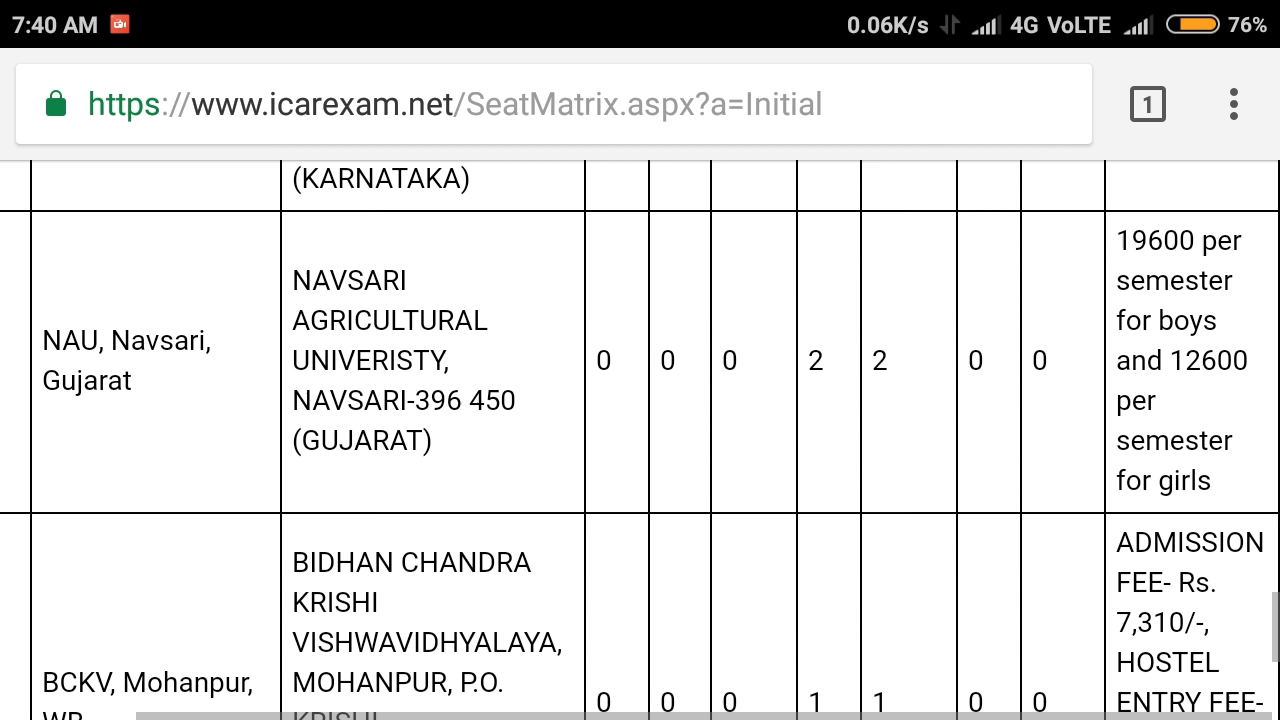 7:40 AM
0.06K/s 4G VoLTE 76%
https://www.icarexam.net/SeatMatrix.aspx?a=Initial
1
(KARNATAKA)
NAU, Navsari,
Gujarat
NAVSARI
AGRICULTURAL
UNIVERISTY,
NAVSARI-396 450
(GUJARAT)
0 0 0 2 2 0 0
19600 per
semester
for boys
and 12600
per
semester
for girls
BCKV, Mohanpur,
WB
BIDHAN CHANDRA
KRISHI
VISHWAVIDHYALAYA,
MOHANPUR, P.O.
KRISHI
0 0 0 1 1 0 0
ADMISSION
FEE- Rs.
7,310/-,
HOSTEL
ENTRY FEE-